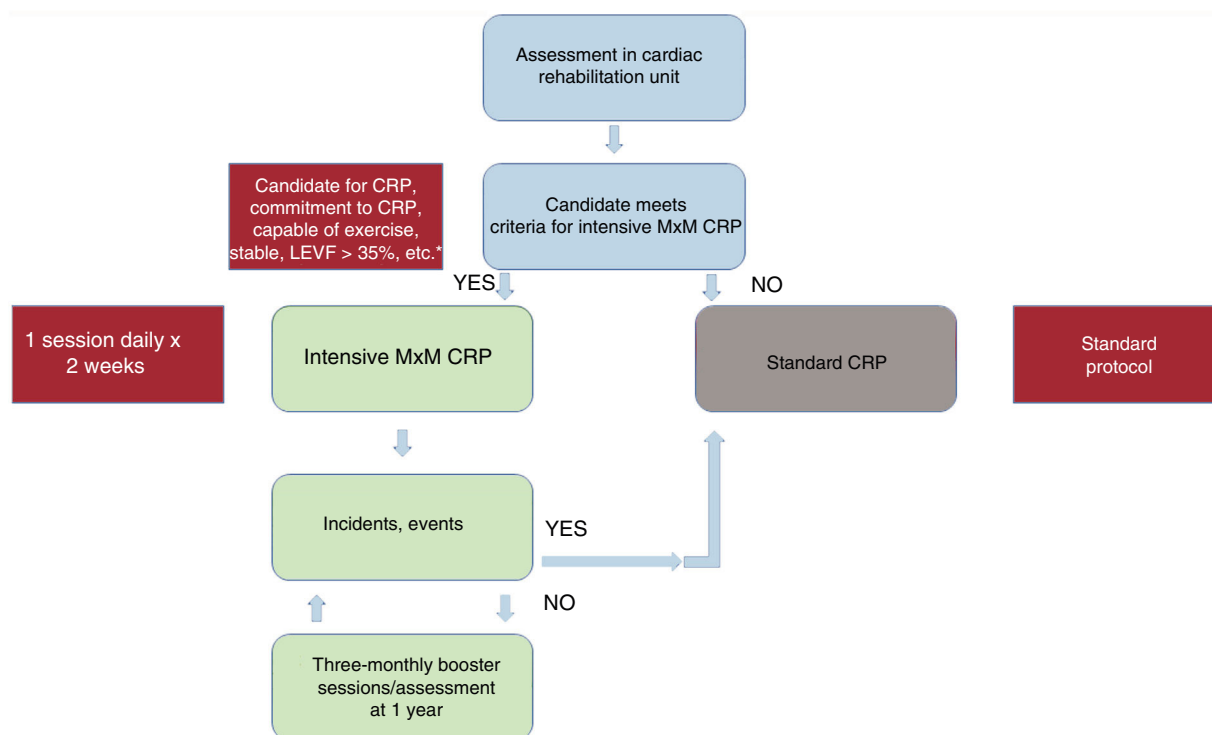 Assessment in cardiac
rehabilitation unit
Candidate for CRP,
commitment to CRP,
capable of exercise,
stable, LEVF > 35%, etc.*
Candidate meets
criteria for intensive MxM CRP
YES
NO
1 session daily x
2 weeks
Intensive MxM CRP
Standard CRP
Standard
protocol
Incidents, events
YES
NO
Three-monthly booster
sessions/assessment
at 1 year